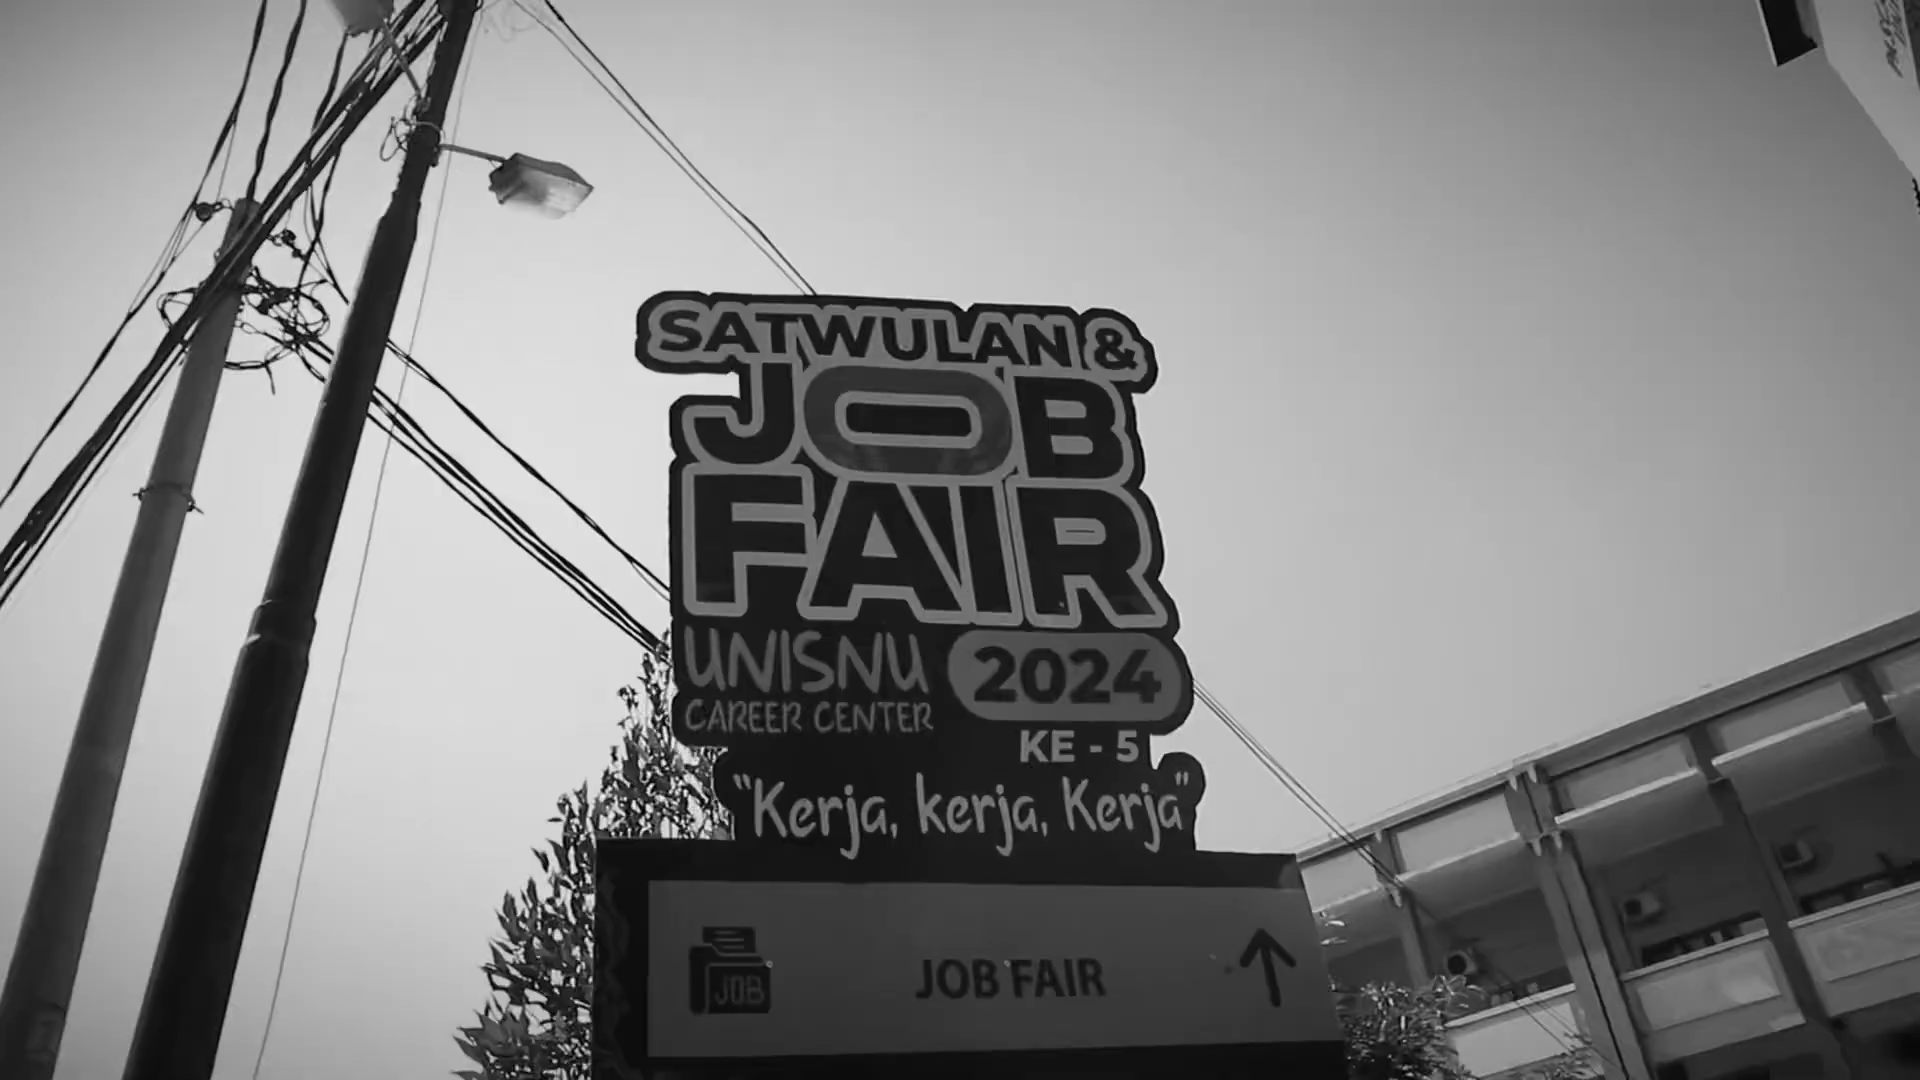 SATWULAN &
JOB
FAIR
UNISNU 2024
CAREER CENTER
KE - 5
"Kerja, kerja, Kerja"
JOB
JOB FAIR